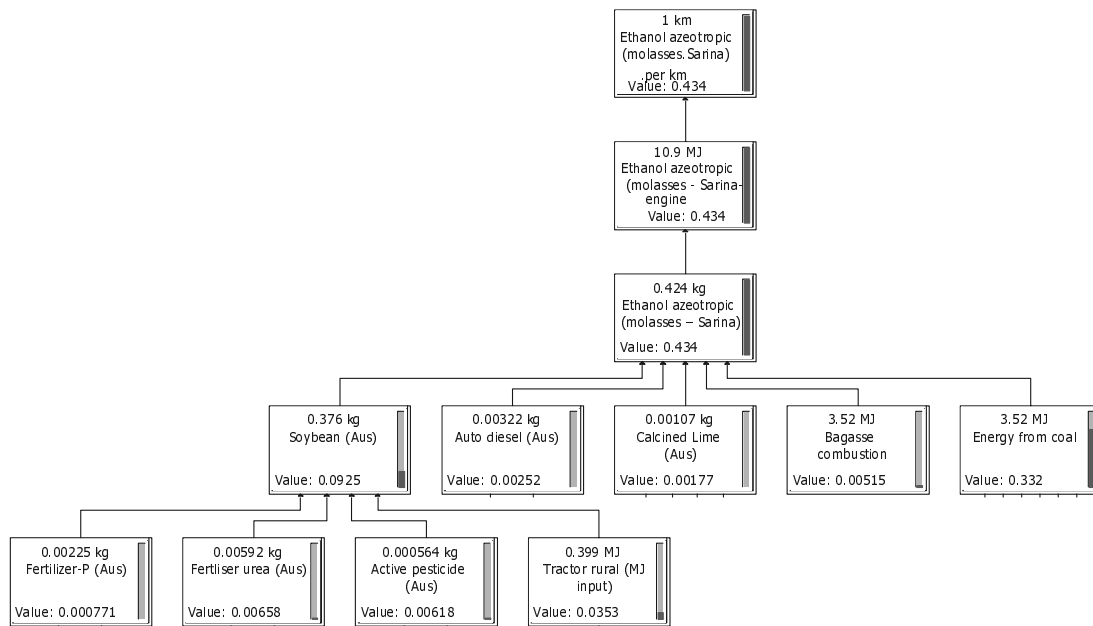 1 km
Ethanol azeotropic
(molasses.Sarina)
.per km
Value: 0.434
10.9 MJ
Ethanol azeotropic
(molasses - Sarina-
engine
Value: 0.434
0.424 kg
Ethanol azeotropic
(molasses – Sarina)
Value: 0.434
0.376 kg
Soybean (Aus)
Value: 0.0925
0.00322 kg
Auto diesel (Aus)
Value: 0.00252
0.00107 kg
Calcined Lime
(Aus)
Value: 0.00177
3.52 MJ
Bagasse
combustion
Value: 0.00515
3.52 MJ
Energy from coal
Value: 0.332
0.00225 kg
Fertilizer-P (Aus)
Value: 0.000771
0.00592 kg
Fertliser urea (Aus)
Value: 0.00658
0.000564 kg
Active pesticide
(Aus)
Value: 0.00618
0.399 MJ
Tractor rural (MJ
input)
Value: 0.0353